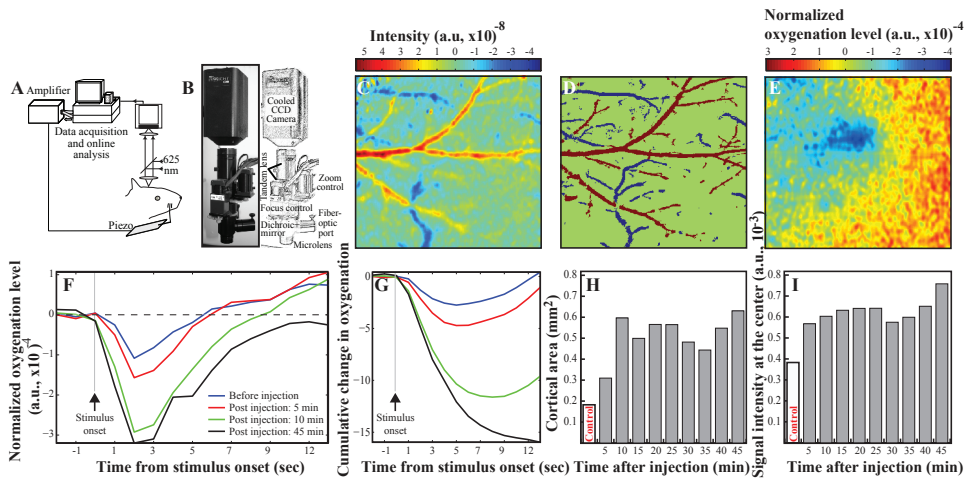 Intensity (a.u, x10)-8
5 4 3 2 1 0 -1 -2 -3 -4
Normalized
oxygenation level (a.u., x10)-4
3 2 1 0 -1 -2 -3
A
Amplifier
Data acquisition
and online
analysis
625
nm
Piezo
B
Cooled
CCD
Camera
Tandem lens
Zoom
control
Focus control
Dichroic
mirror
Fiber-
optic
port
Microlens
C
D
E
F
Normalized oxygenation level
(a.u., x10)-4
1
0
−1
−2
−3
Stimulus
onset
Before injection
Post injection: 5 min
Post injection: 10 min
Post injection: 45 min
-1 1 3 5 7 9 12
Time from stimulus onset (sec)
G
Cumulative change in oxygenation
0
−5
−10
−15
Stimulus
onset
-1 1 3 5 7 9 12
Time from stimulus onset (sec)
H
Cortical area (mm2)
0.8
0.7
0.6
0.5
0.4
0.3
0.2
0.1
Control
5 10 15 20 25 30 35 40 45
Time after injection (min)
I
Signal intensity at the center (a.u., 10-3)
0.8
0.7
0.6
0.5
0.4
0.3
0.2
0.1
Control
5 10 15 20 25 30 35 40 45
Time after injection (min)